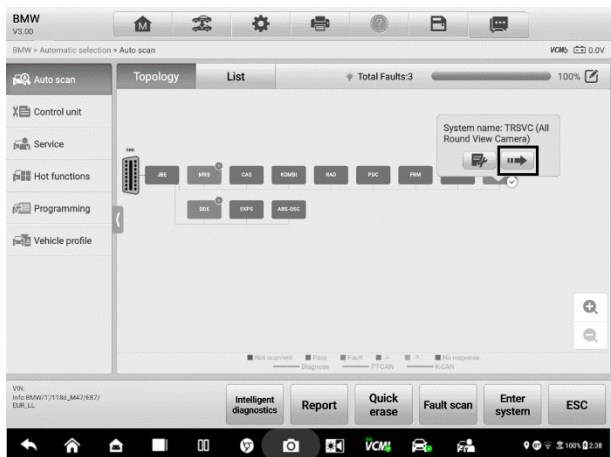 BMW
V3.00
M
?
BMW > Automatic selection > Auto scan
VCMI 0.0V
Auto scan
Topology
List
Total Faults:3
100%
Control unit
Service
Hot functions
Programming
Vehicle profile
System name: TRSVC (All
Round View Camera)
JBE
MRS
CAS
KOMBI
RAD
PDC
FRM
DDE
EKPS
ABS-DSC
Not scanned Pass Fault -/- -?- No response
Diagnose PTCAN K-CAN
VIN:
Info:BMW/1'/118d_M47/E87/
EUR_LL
Intelligent
diagnostics
Report
Quick
erase
Fault scan
Enter
system
ESC
VCMI
100% 2:38